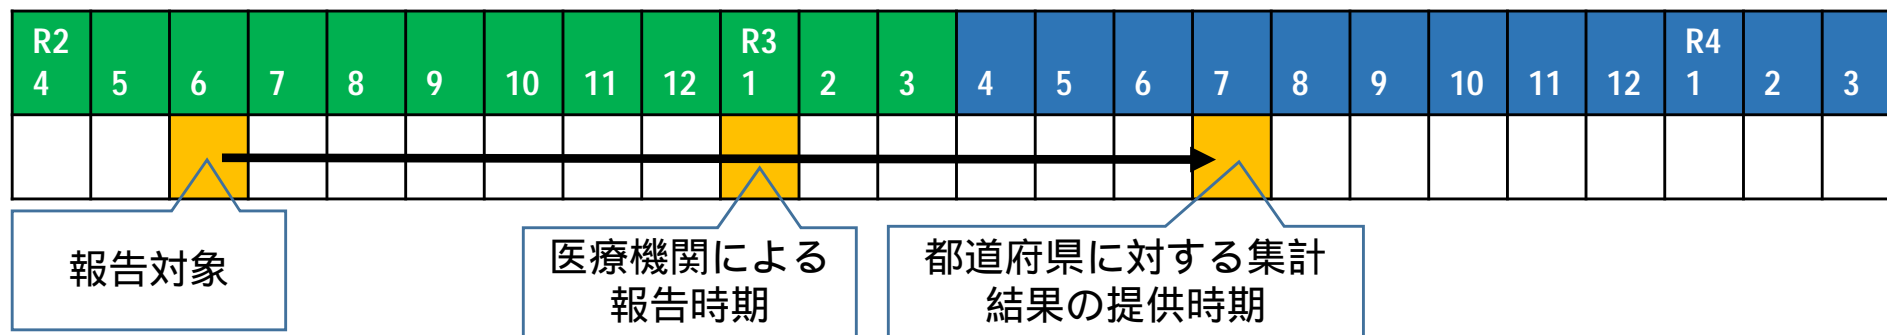 R2 R3 R4
4 5 6 7 8 9 10 11 12 1 2 3 4 5 6 7 8 9 10 11 12 1 2 3
報告対象
医療機関による
報告時期
都道府県に対する集計
結果の提供時期